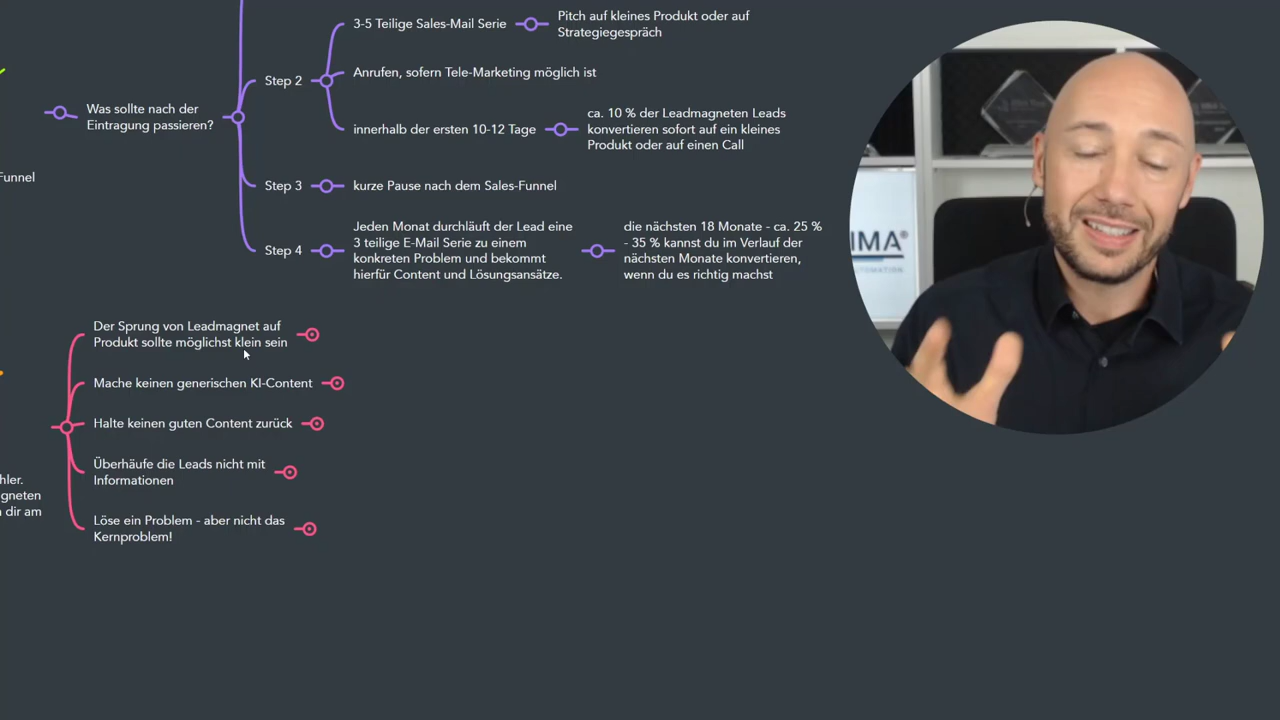 3-5 Teilige Sales-Mail Serie
Pitch auf kleines Produkt oder auf
Strategiegespräch
Step 2
Anrufen, sofern Tele-Marketing möglich ist
Was sollte nach der
Eintragung passieren?
innerhalb der ersten 10-12 Tage
ca. 10 % der Leadmagneten Leads
konvertieren sofort auf ein kleines
Produkt oder auf einen Call
Funnel
Step 3
kurze Pause nach dem Sales-Funnel
Step 4
Jeden Monat durchläuft der Lead eine
3 teilige E-Mail Serie zu einem
konkreten Problem und bekommt
hierfür Content und Lösungsansätze.
die nächsten 18 Monate - ca. 25 %
- 35 % kannst du im Verlauf der
nächsten Monate konvertieren,
wenn du es richtig machst
IMA®
Der Sprung von Leadmagnet auf
Produkt sollte möglichst klein sein
Mache keinen generischen KI-Content
Halte keinen guten Content zurück
Überhäufe die Leads nicht mit
Informationen
hler.
gneten
n dir am
Löse ein Problem - aber nicht das
Kernproblem!